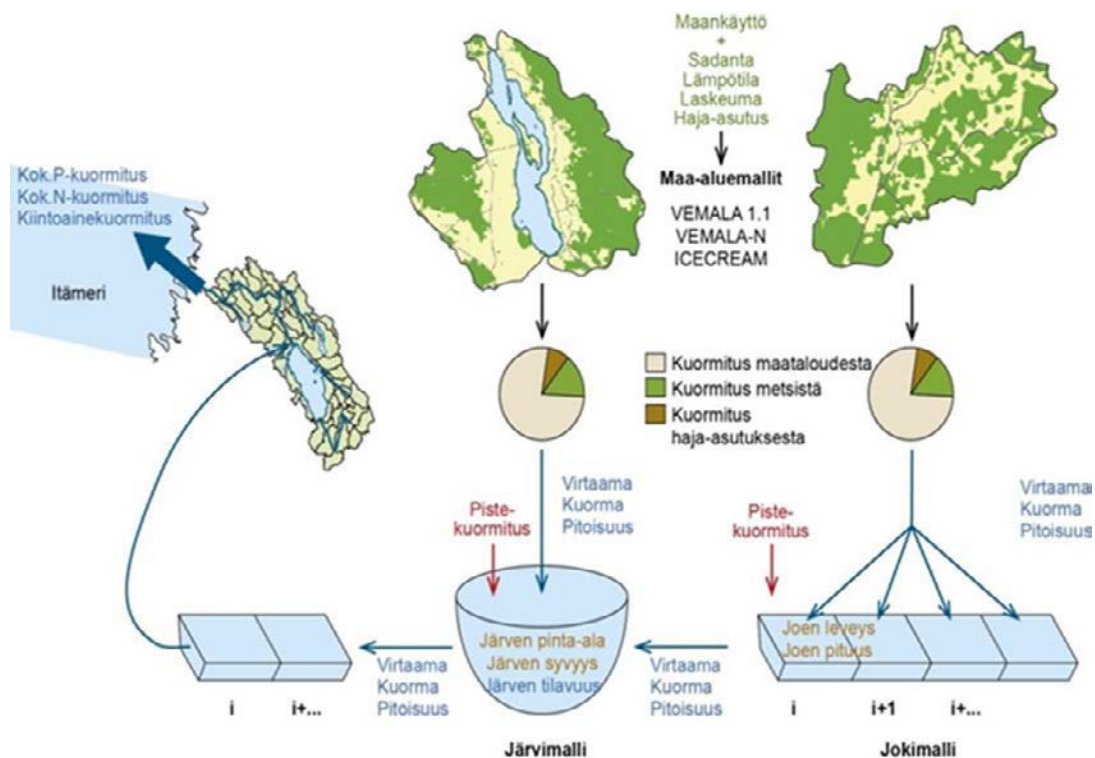 Maankäyttö
+
Sadanta
Lämpötila
Laskeuma
Haja-asutus
Maa-aluemallit
VEMALA 1.1
VEMALA-N
ICECREAM
Kok.P-kuormitus
Kok.N-kuormitus
Kiintoainekuormitus
Itämeri
Kuormitus maataloudesta
Kuormitus metsistä
Kuormitus
haja-asutuksesta
Piste-
kuormitus
Virtaama
Kuorma
Pitoisuus
Piste-
kuormitus
Virtaama
Kuorma
Pitoisuus
Järven pinta-ala
Järven syvyys
Järven tilavuus
Joen leveys
Joen pituus
Virtaama
Kuorma
Pitoisuus
Virtaama
Kuorma
Pitoisuus
i
i+...
i
i+1
i+...
Järvimalli
Jokimalli